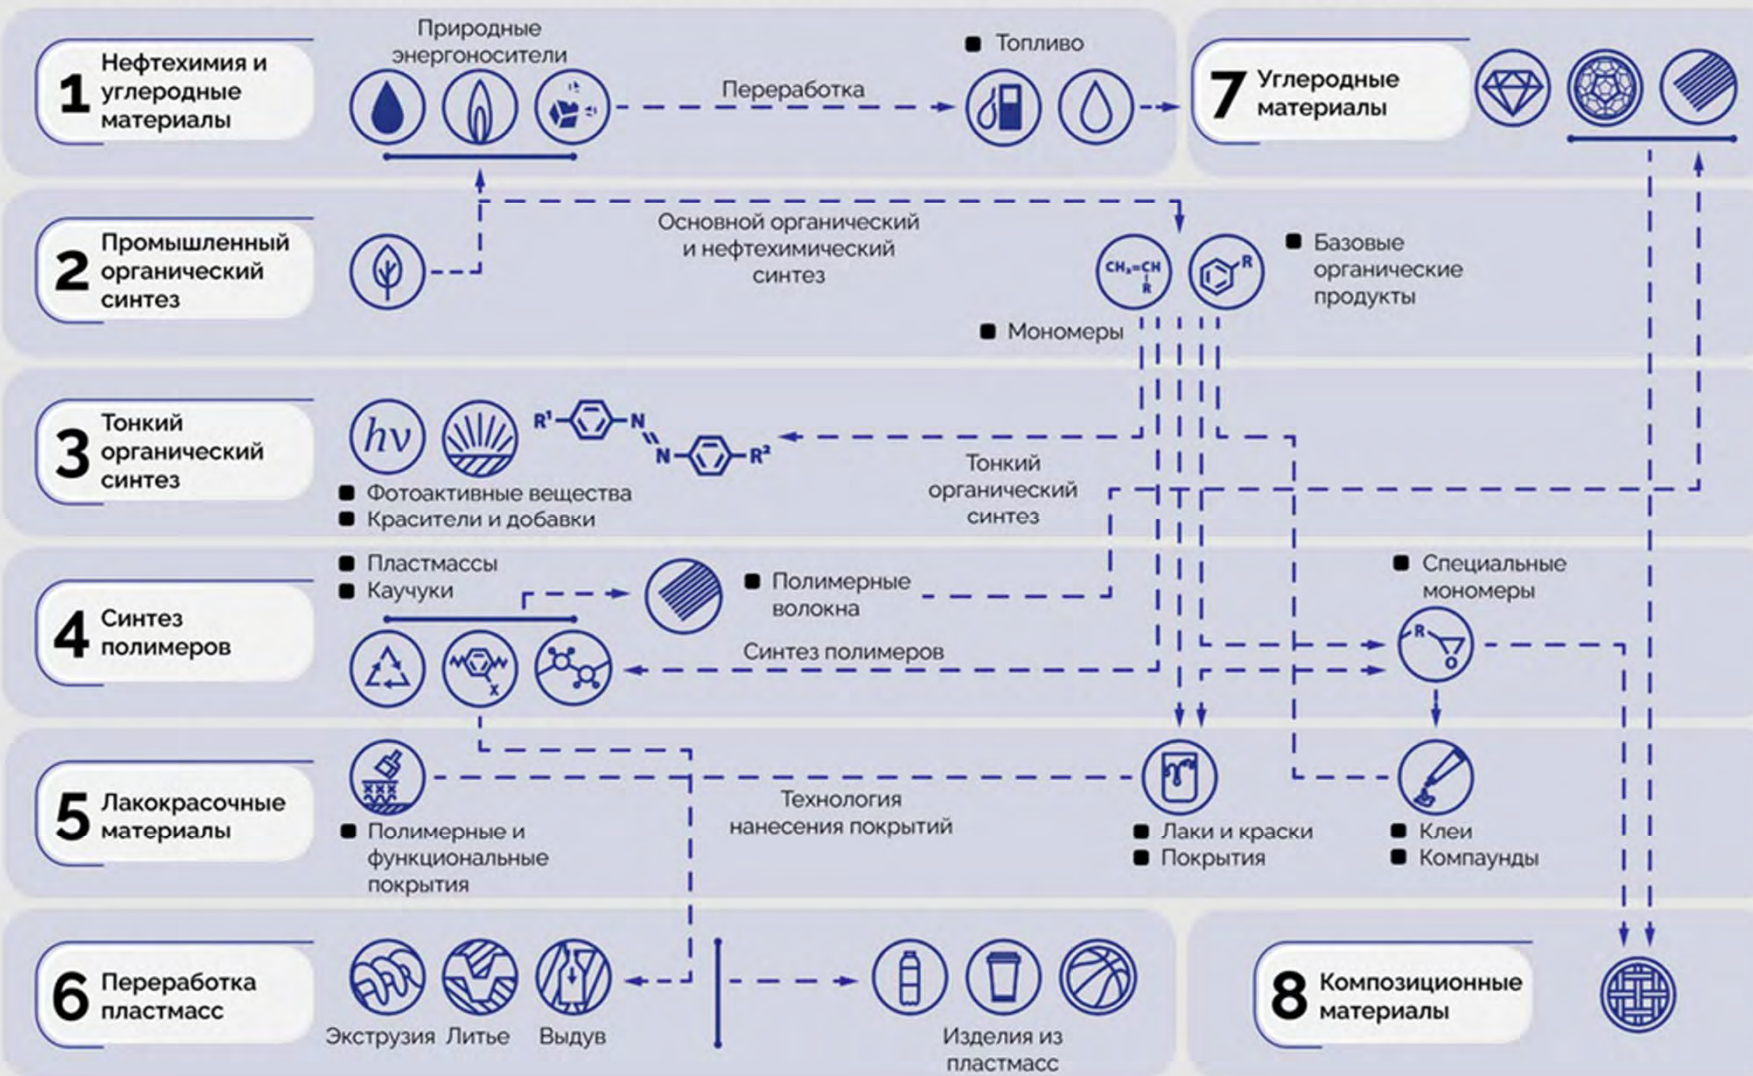 1
Нефтехимия и
углеродные
материалы
Природные
энергоносители
Переработка
Топливо
7
Углеродные
материалы
2
Промышленный
органический
синтез
Основной органический
и нефтехимический
синтез
CH₂=CH
R
R
Базовые
органические
продукты
Мономеры
3
Тонкий
органический
синтез
hν
R¹
N
N
R²
Фотоактивные вещества
Красители и добавки
Тонкий
органический
синтез
4
Синтез
полимеров
Пластмассы
Каучуки
X
Полимерные
волокна
Синтез полимеров
Специальные
мономеры
R
O
5
Лакокрасочные
материалы
Полимерные и
функциональные
покрытия
Технология
нанесения покрытий
Лаки и краски
Покрытия
Клеи
Компаунды
6
Переработка
пластмасс
Экструзия
Литье
Выдув
Изделия из
пластмасс
8
Композиционные
материалы